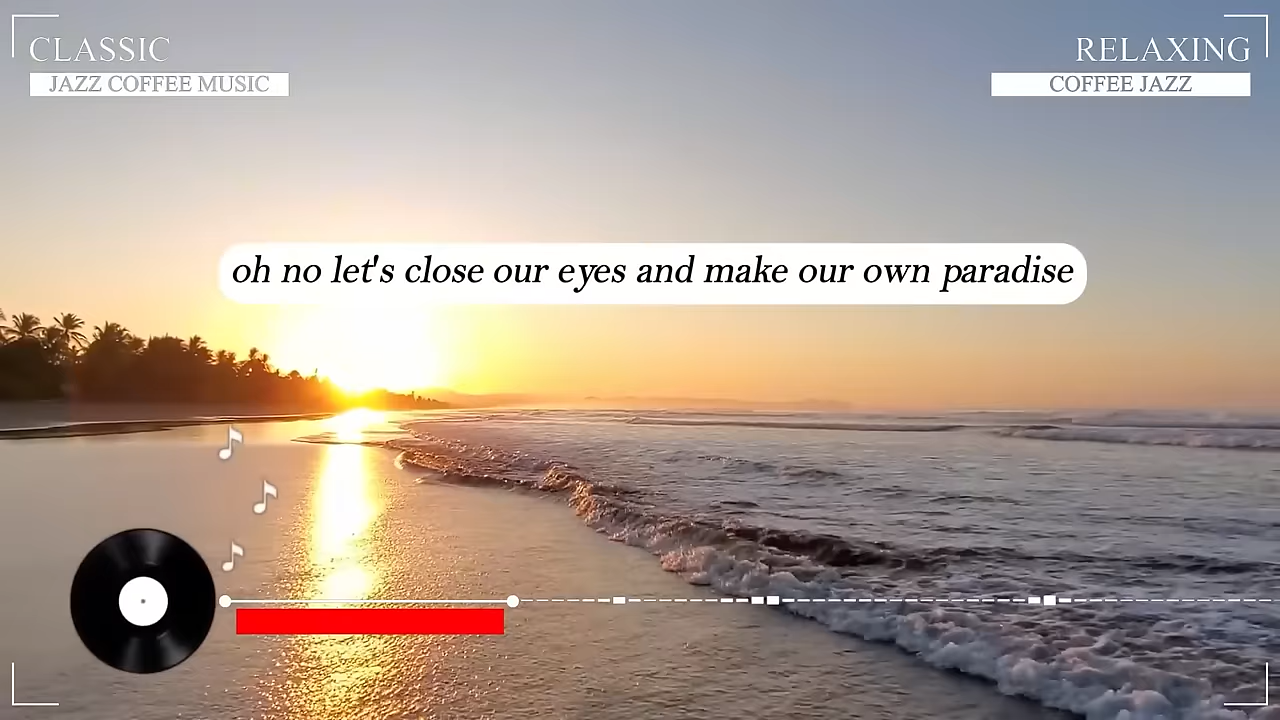 CLASSIC
JAZZ COFFEE MUSIC
RELAXING
COFFEE JAZZ
oh no let's close our eyes and make our own paradise